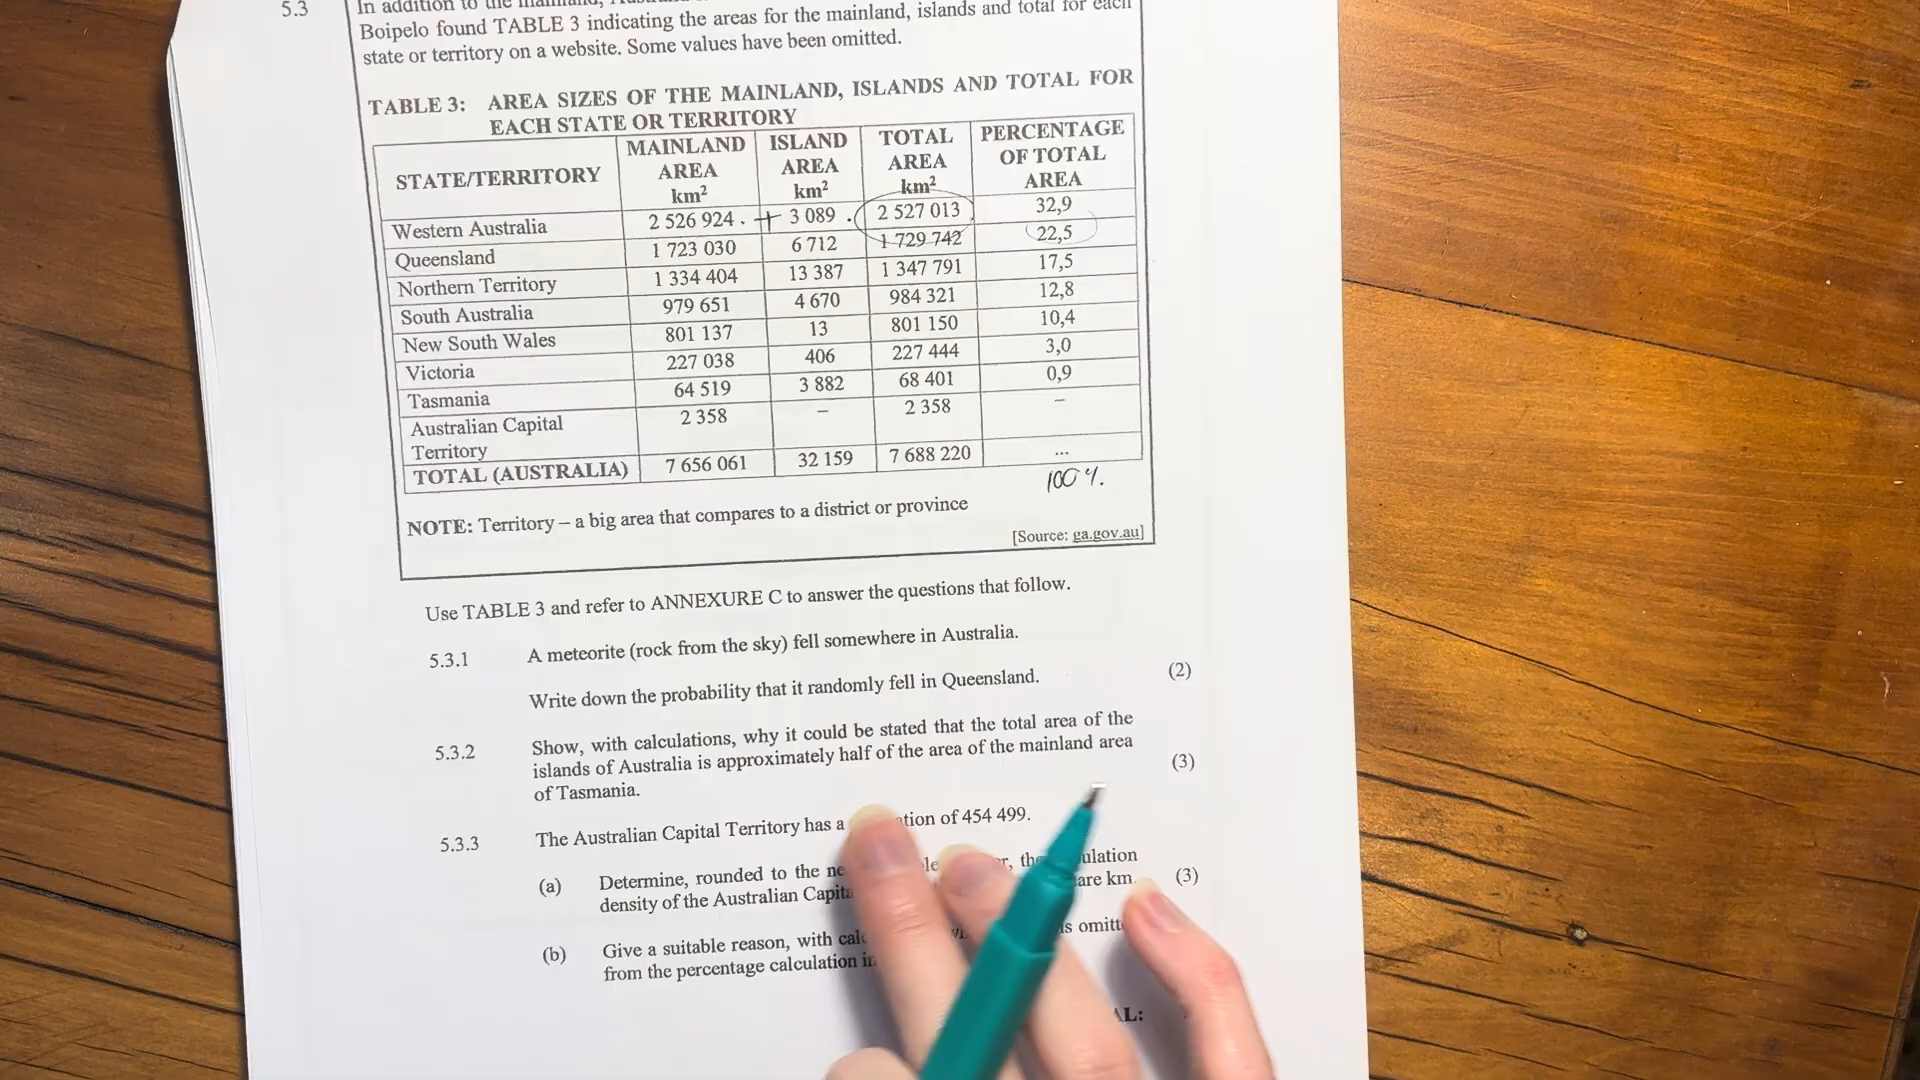 5.3 In addition to the mainland,
Boipelo found TABLE 3 indicating the areas for the mainland, islands and total for each
state or territory on a website. Some values have been omitted.
TABLE 3: AREA SIZES OF THE MAINLAND, ISLANDS AND TOTAL FOR
EACH STATE OR TERRITORY
STATE/TERRITORY MAINLAND AREA km² ISLAND AREA km² TOTAL AREA km² PERCENTAGE OF TOTAL AREA
Western Australia 2 526 924 . + 3 089 . 2 527 013 32,9
Queensland 1 723 030 6 712 1 729 742 22,5
Northern Territory 1 334 404 13 387 1 347 791 17,5
South Australia 979 651 4 670 984 321 12,8
New South Wales 801 137 13 801 150 10,4
Victoria 227 038 406 227 444 3,0
Tasmania 64 519 3 882 68 401 0,9
Australian Capital Territory 2 358 – 2 358 –
TOTAL (AUSTRALIA) 7 656 061 32 159 7 688 220 ...
100 %.
NOTE: Territory – a big area that compares to a district or province
[Source: ga.gov.au]
Use TABLE 3 and refer to ANNEXURE C to answer the questions that follow.
5.3.1 A meteorite (rock from the sky) fell somewhere in Australia.
Write down the probability that it randomly fell in Queensland. (2)
5.3.2 Show, with calculations, why it could be stated that the total area of the
islands of Australia is approximately half of the area of the mainland area
of Tasmania. (3)
5.3.3 The Australian Capital Territory has a ation of 454 499.
(a) Determine, rounded to the ne the ulation
density of the Australian Capita are km. (3)
(b) Give a suitable reason, with calc is omitt
from the percentage calculation in
AL: